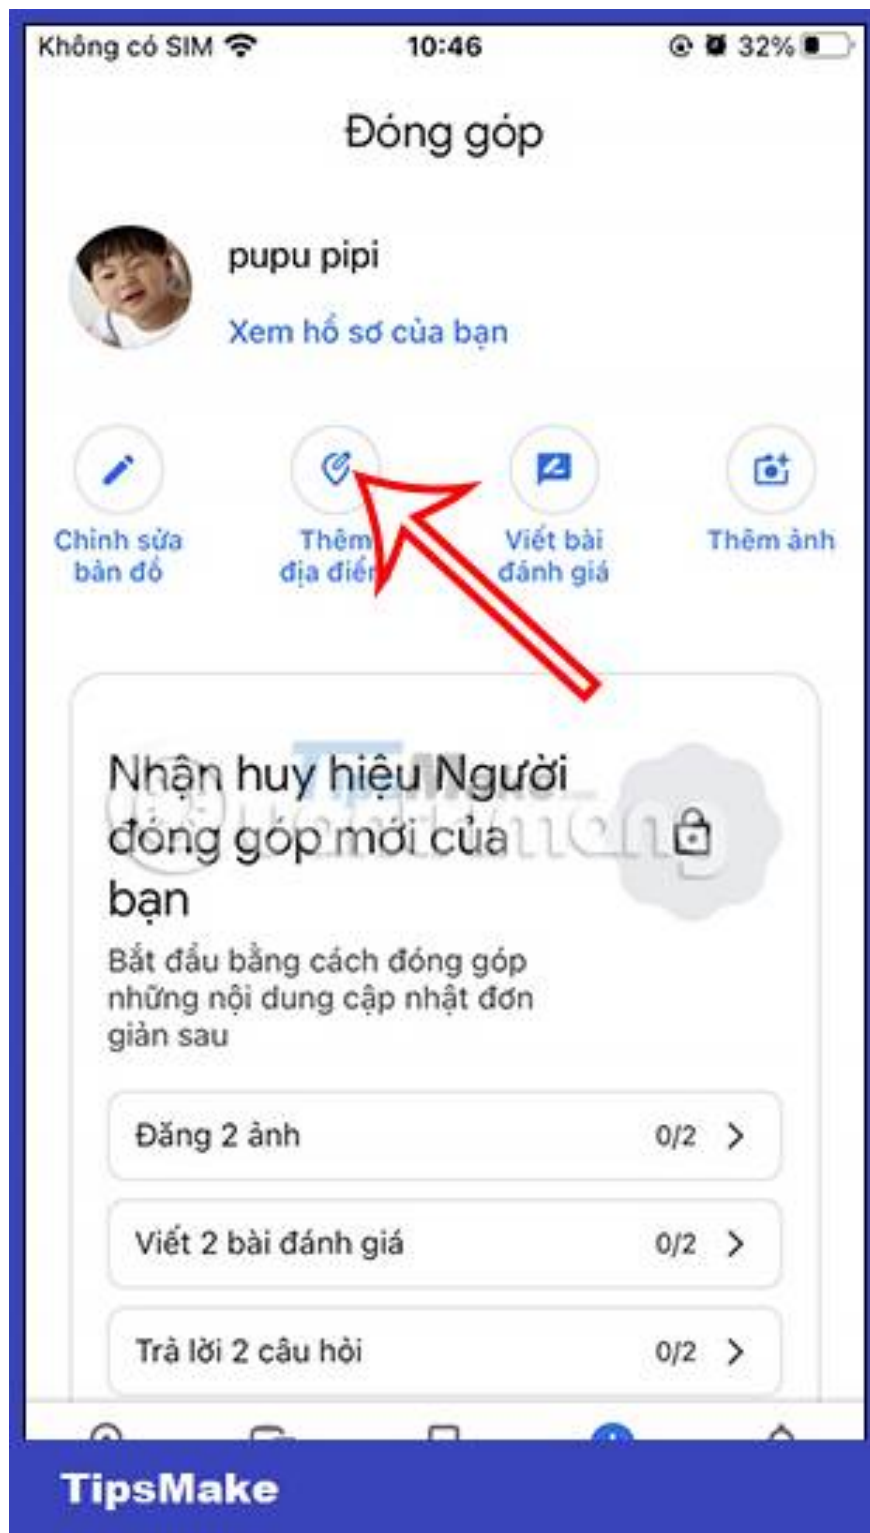 Không có SIM 10:46 32%
Đóng góp
pupu pipi
Xem hồ sơ của bạn
Chỉnh sửa Thêm Viết bài Thêm ảnh
bản đồ địa điểm đánh giá
Nhận huy hiệu Người
đóng góp mới của
bạn
Bắt đầu bằng cách đóng góp
những nội dung cập nhật đơn
giản sau
Đăng 2 ảnh 0/2
Viết 2 bài đánh giá 0/2
Trả lời 2 câu hỏi 0/2
TipsMake